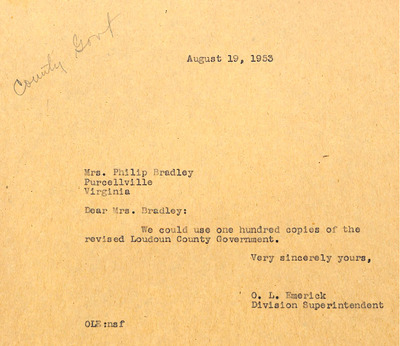 County Govt
August 19, 1953
Mrs. Philip Bradley
Purcellville
Virginia
Dear Mrs. Bradley:
We could use one hundred copies of the
revised Loudoun County Government.
Very sincerely yours,
O. L. Emerick
Division Superintendent
OLE:nsf